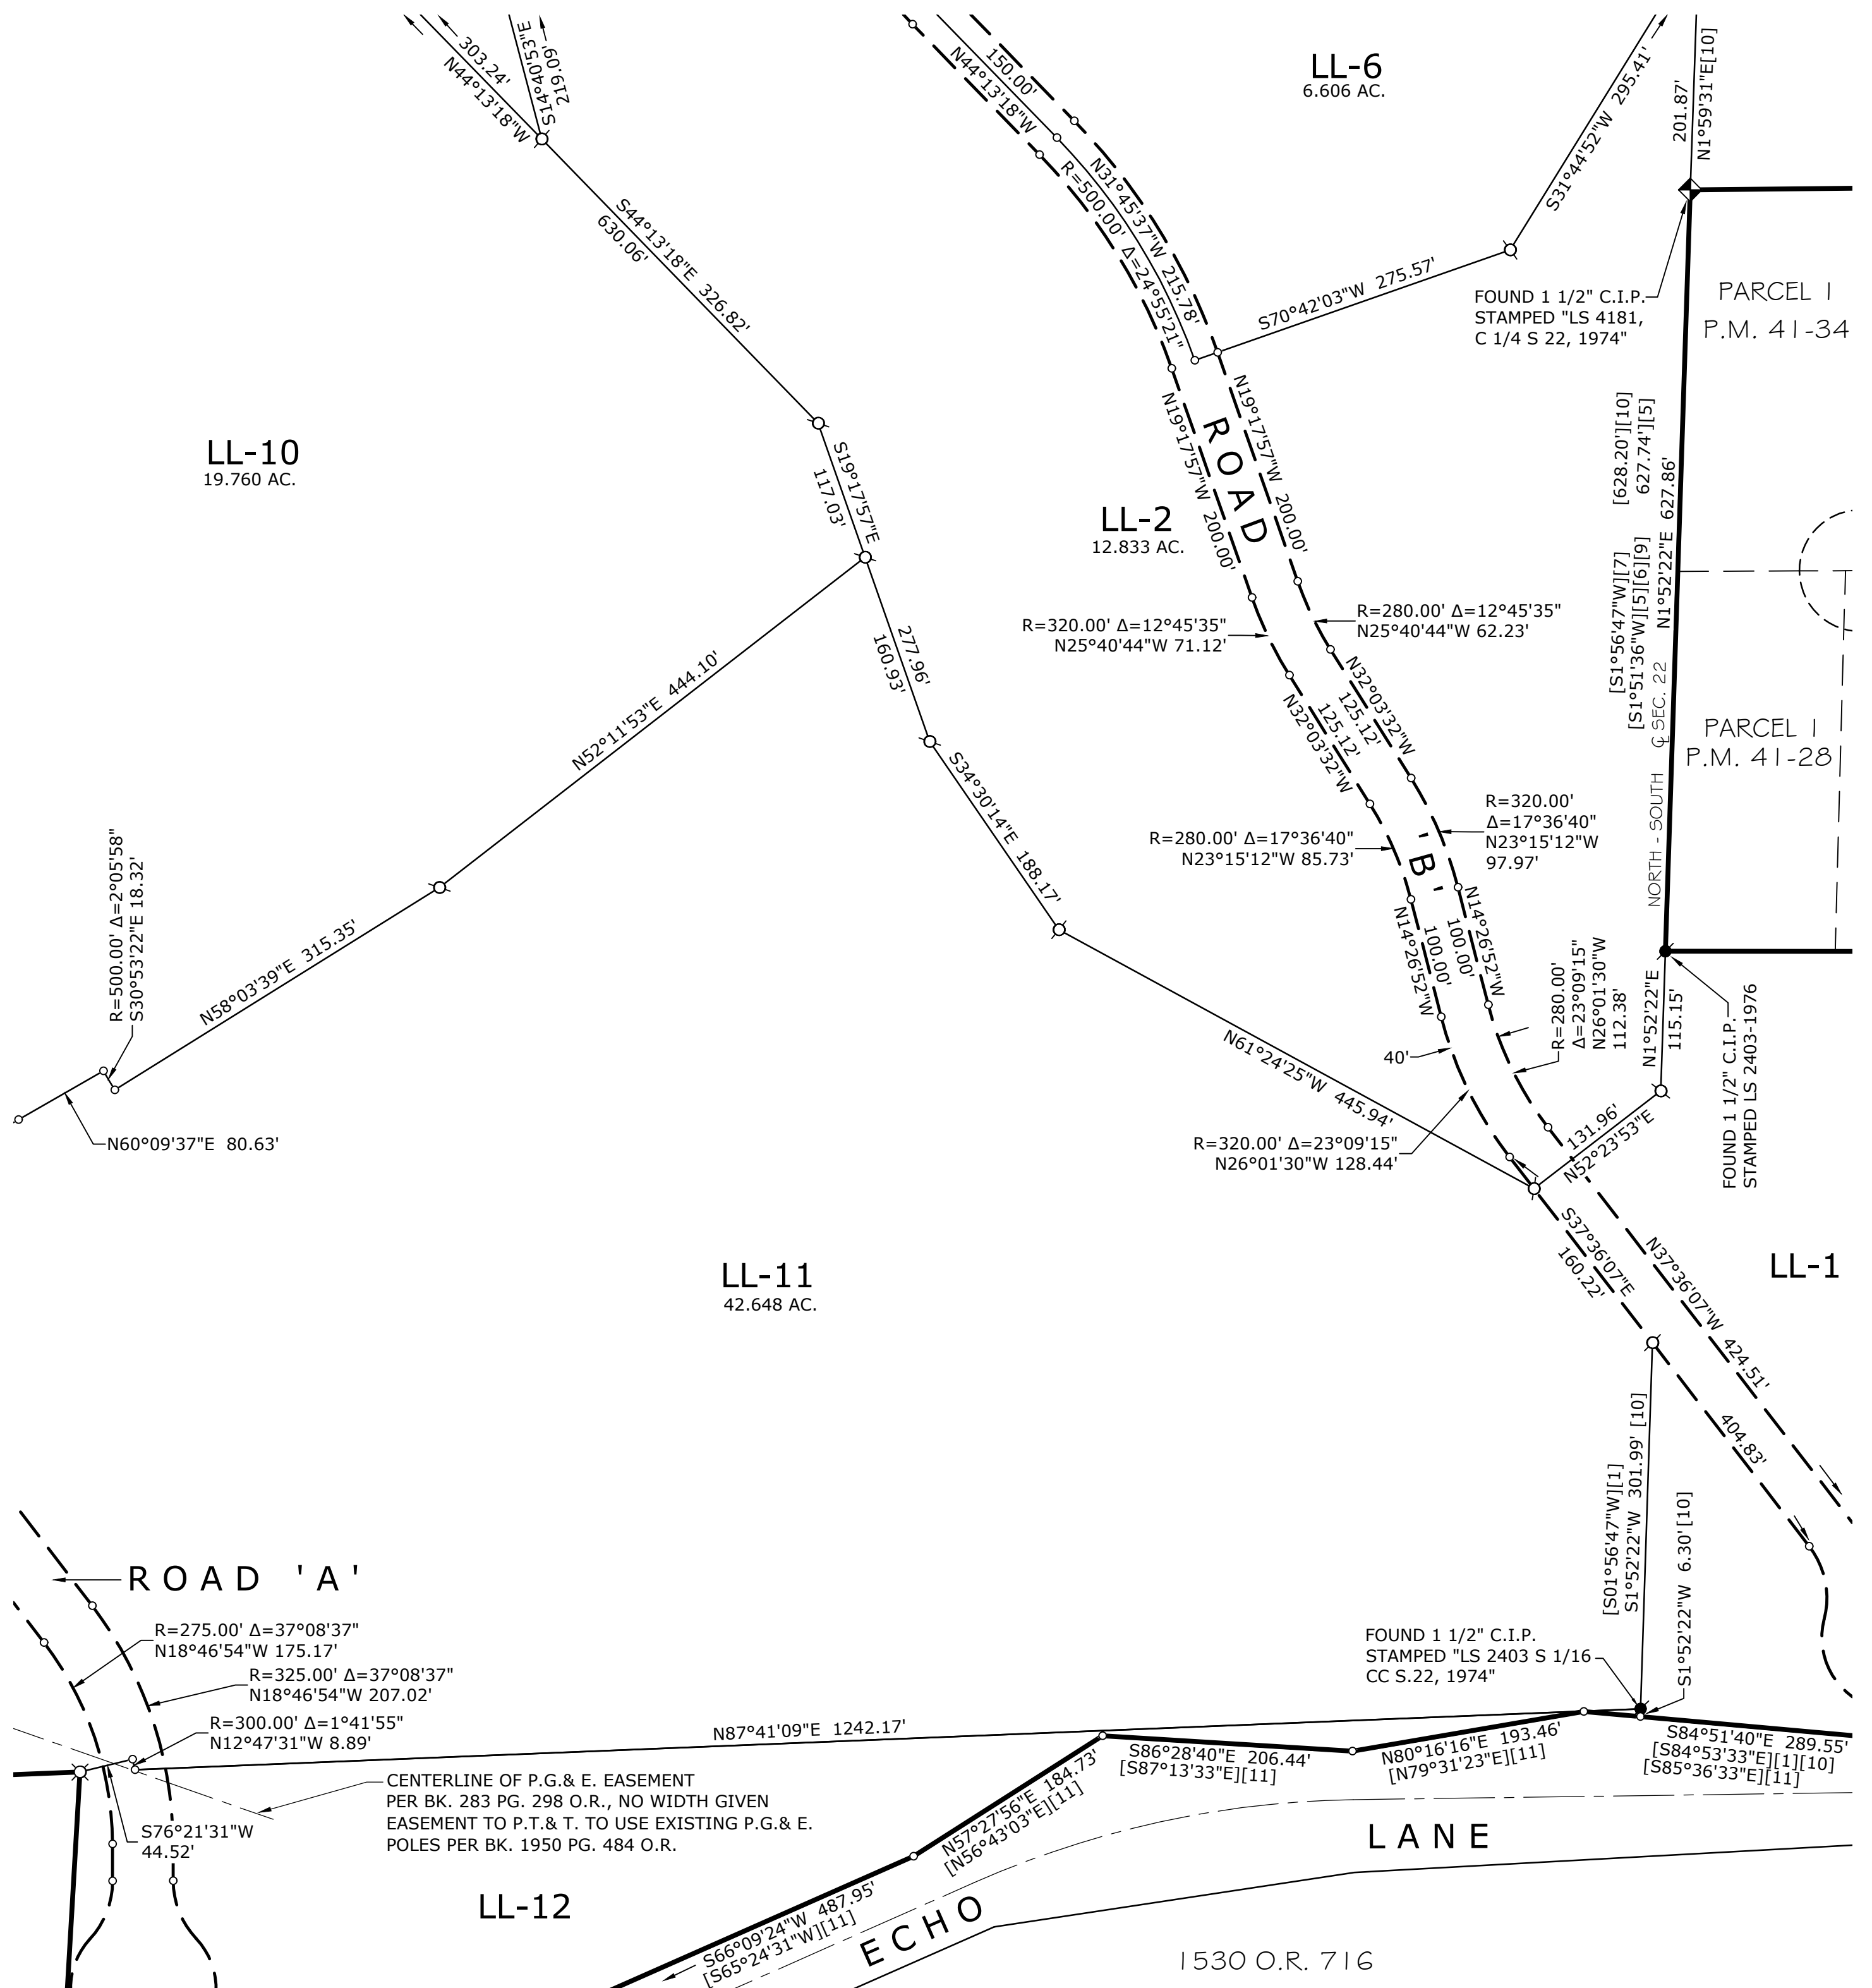 303.24'
N44°13'18"W
S14°40'53"E
219.09'
N44°13'18"W
150.00'
LL-6
6.606 AC.
S31°44'52"W 295.41'
201.87'
N1°59'31"E[10]
S44°13'18"E 326.82'
630.06'
N31°45'37"W 215.78'
R=500.00' Δ=24°55'21"
S70°42'03"W 275.57'
FOUND 1 1/2" C.I.P.
STAMPED "LS 4181,
C 1/4 S 22, 1974"
PARCEL 1
P.M. 41-34
LL-10
19.760 AC.
S19°17'57"E
117.03'
N19°17'57"W 200.00'
N19°17'57"W 200.00'
ROAD
LL-2
12.833 AC.
[628.20'][10]
627.74'][5]
N1°52'22"E 627.86'
[S1°56'47"W][7]
[S1°51'36"W][5][6][9]
NORTH - SOUTH ℄ SEC. 22
R=320.00' Δ=12°45'35"
N25°40'44"W 71.12'
R=280.00' Δ=12°45'35"
N25°40'44"W 62.23'
277.96'
160.93'
N52°11'53"E 444.10'
N32°03'32"W
125.12'
125.12'
N32°03'32"W
PARCEL 1
P.M. 41-28
S34°30'14"E 188.17'
R=320.00'
Δ=17°36'40"
N23°15'12"W
97.97'
R=280.00' Δ=17°36'40"
N23°15'12"W 85.73'
'B'
R=500.00' Δ=2°05'58"
S30°53'22"E 18.32'
N58°03'39"E 315.35'
N14°26'52"W
100.00'
100.00'
N14°26'52"W
R=280.00'
Δ=23°09'15"
N26°01'30"W
112.38'
N1°52'22"E
115.15'
FOUND 1 1/2" C.I.P.
STAMPED LS 2403-1976
40'
N61°24'25"W 445.94'
N60°09'37"E 80.63'
R=320.00' Δ=23°09'15"
N26°01'30"W 128.44'
131.96'
N52°23'53"E
S37°36'07"E
160.22'
N37°36'07"W 424.51'
LL-1
LL-11
42.648 AC.
404.83'
[S01°56'47"W][1]
S1°52'22"W 301.99' [10]
S1°52'22"W 6.30'[10]
ROAD 'A'
R=275.00' Δ=37°08'37"
N18°46'54"W 175.17'
R=325.00' Δ=37°08'37"
N18°46'54"W 207.02'
R=300.00' Δ=1°41'55"
N12°47'31"W 8.89'
FOUND 1 1/2" C.I.P.
STAMPED "LS 2403 S 1/16
CC S.22, 1974"
N87°41'09"E 1242.17'
S86°28'40"E 206.44'
[S87°13'33"E][11]
N80°16'16"E 193.46'
[N79°31'23"E][11]
S84°51'40"E 289.55'
[S84°53'33"E][1][10]
[S85°36'33"E][11]
CENTERLINE OF P.G.& E. EASEMENT
PER BK. 283 PG. 298 O.R., NO WIDTH GIVEN
EASEMENT TO P.T.& T. TO USE EXISTING P.G.& E.
POLES PER BK. 1950 PG. 484 O.R.
S76°21'31"W
44.52'
N57°27'56"E 184.73'
[N56°43'03"E][11]
LL-12
S66°09'24"W 487.95'
[S65°24'31"W][11]
ECHO LANE
1530 O.R. 716